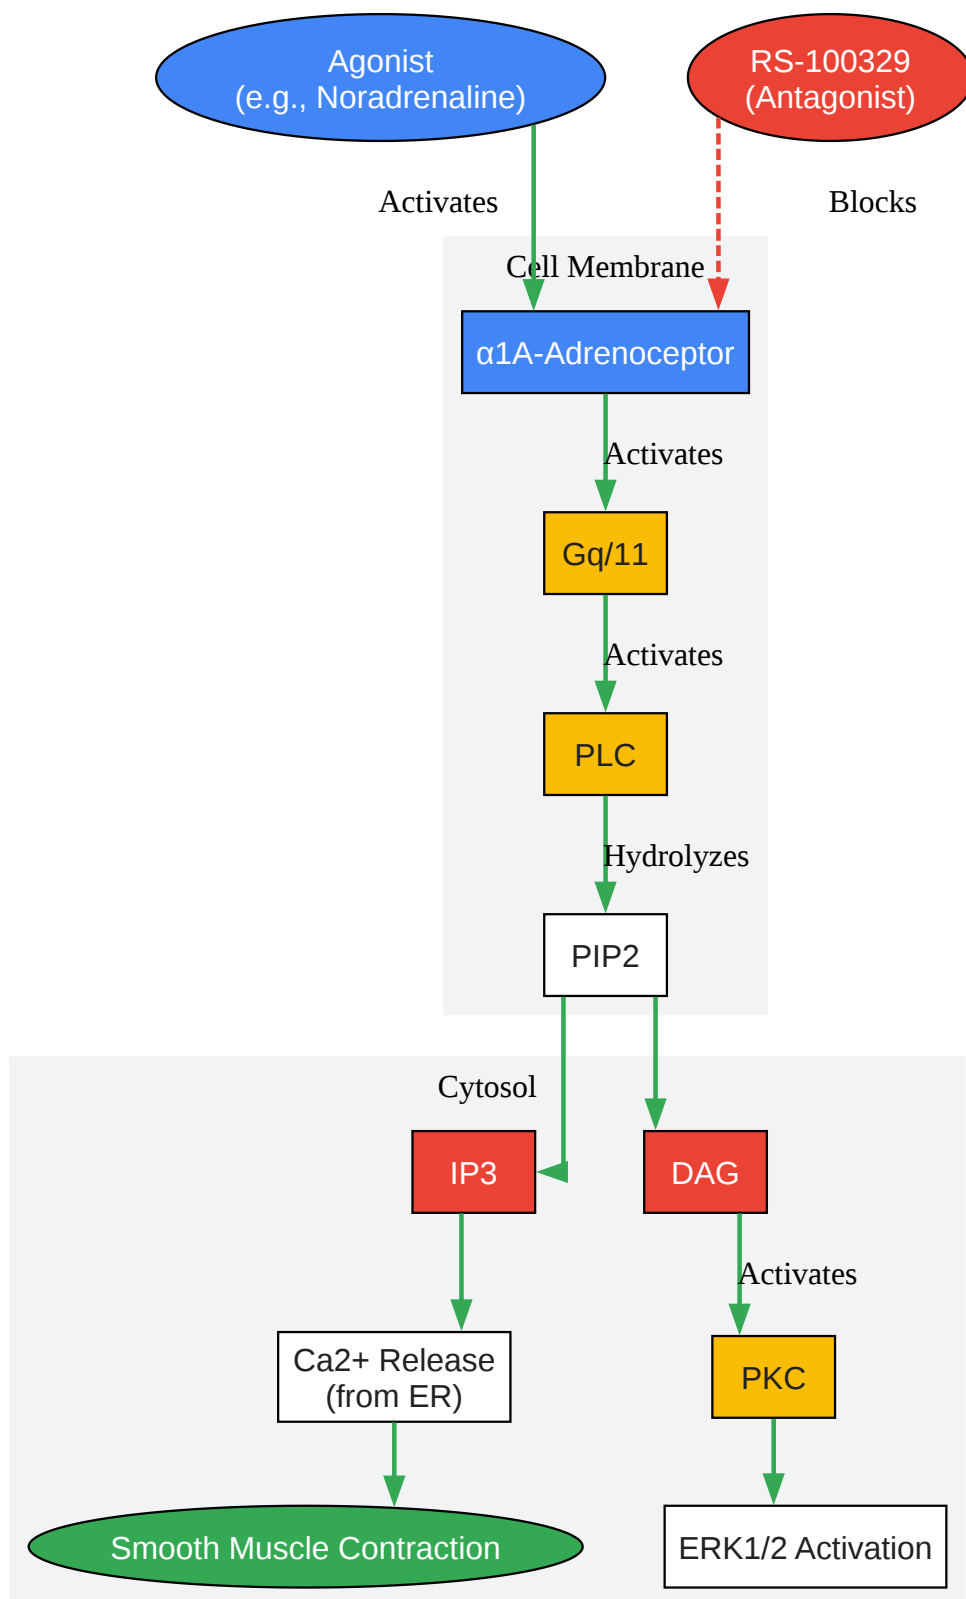 Agonist
(e.g., Noradrenaline)
RS-100329
(Antagonist)
Activates
Blocks
Cell Membrane
α1A-Adrenoceptor
Activates
Gq/11
Activates
PLC
Hydrolyzes
PIP2
Cytosol
IP3
DAG
Activates
Ca2+ Release
(from ER)
PKC
Smooth Muscle Contraction
ERK1/2 Activation